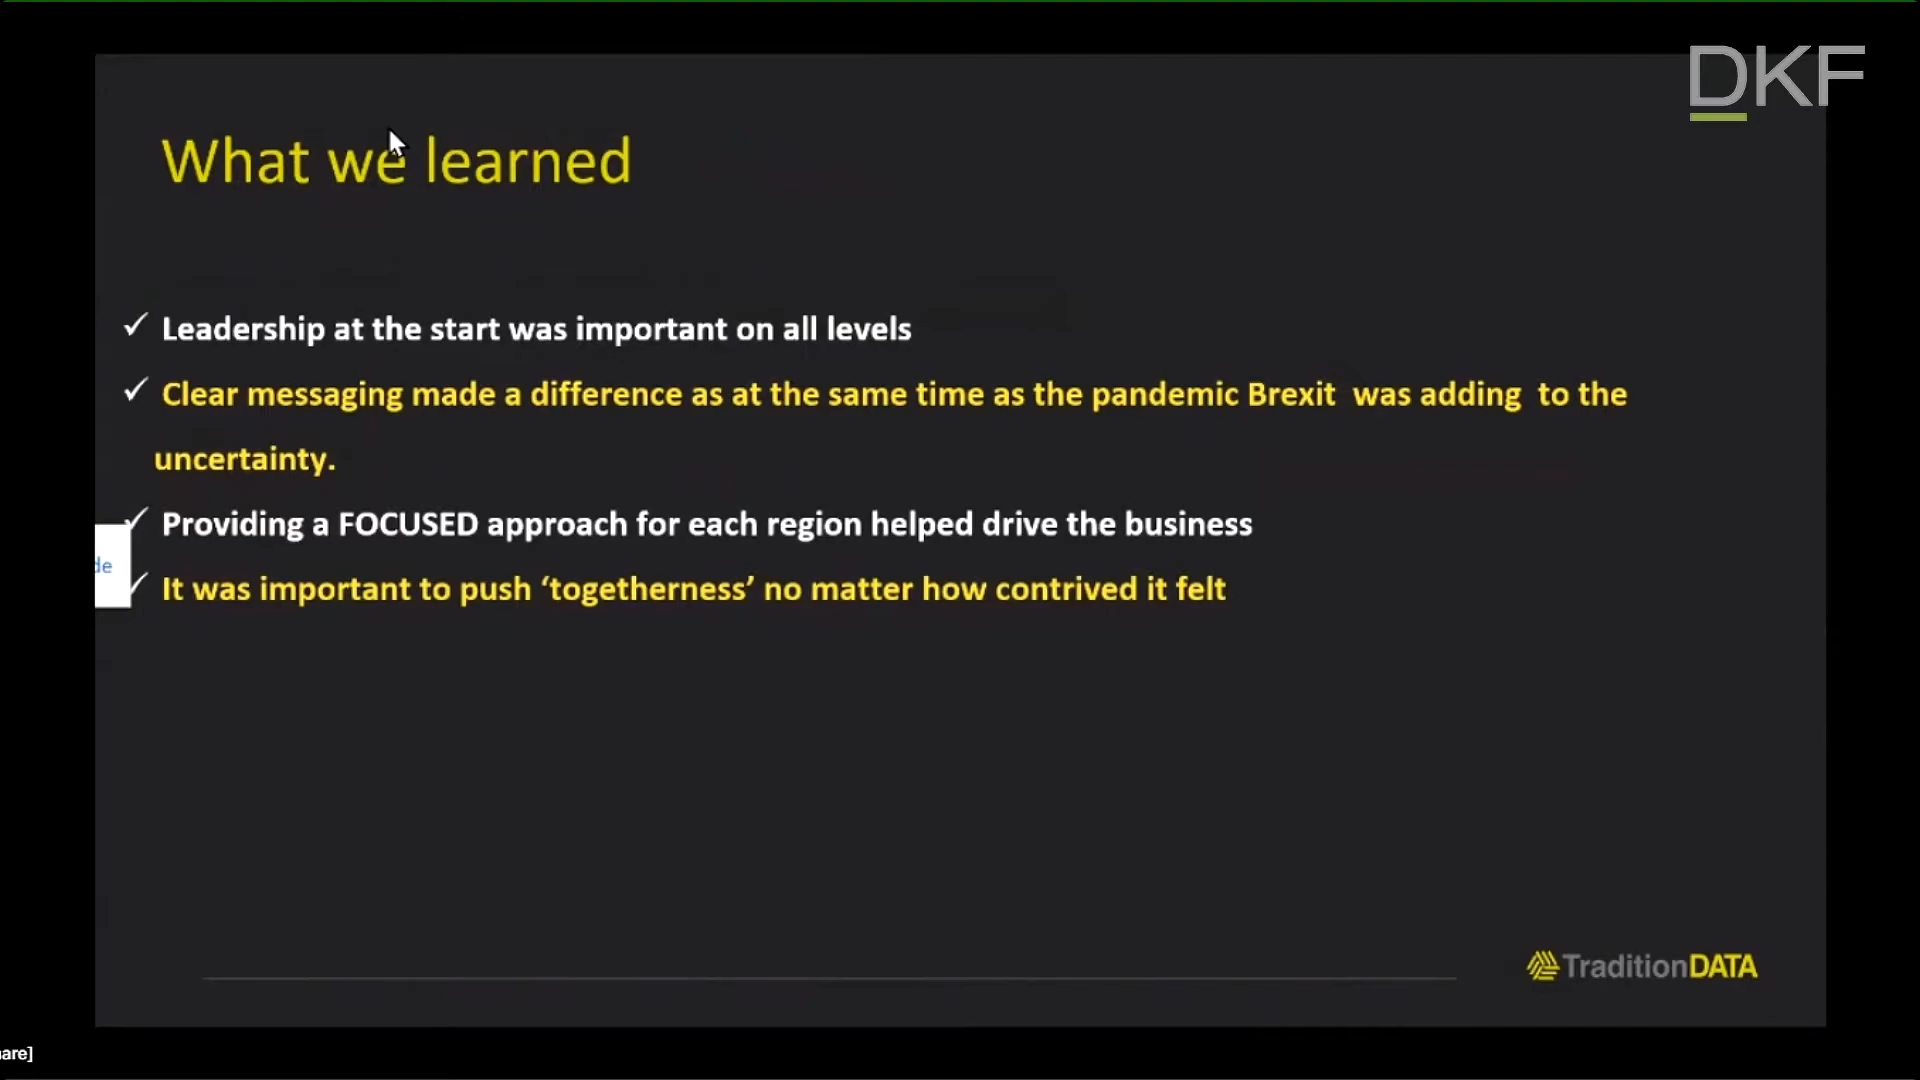 DKF
What we learned
✓ Leadership at the start was important on all levels
✓ Clear messaging made a difference as at the same time as the pandemic Brexit was adding to the
uncertainty.
✓ Providing a FOCUSED approach for each region helped drive the business
de
✓ It was important to push ‘togetherness’ no matter how contrived it felt
TraditionDATA
are]